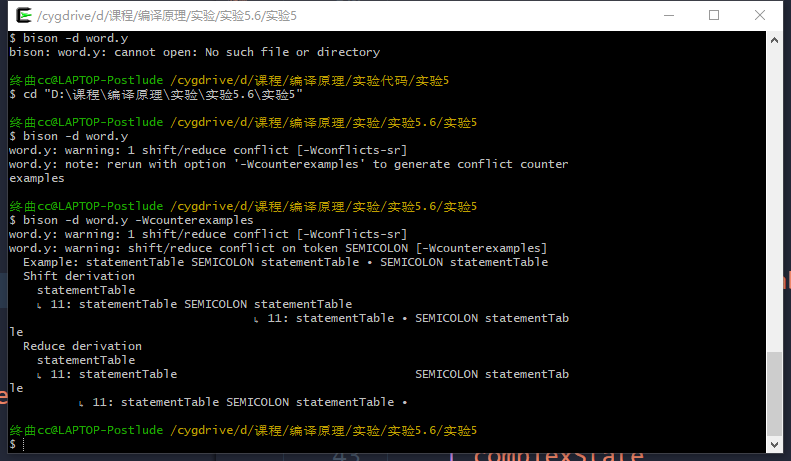 /cygdrive/d/课程/编译原理/实验/实验5.6/实验5
$ bison -d word.y
bison: word.y: cannot open: No such file or directory
终曲cc@LAPTOP-Postlude /cygdrive/d/课程/编译原理/实验代码/实验5
$ cd "D:\课程\编译原理\实验\实验5.6\实验5"
终曲cc@LAPTOP-Postlude /cygdrive/d/课程/编译原理/实验/实验5.6/实验5
$ bison -d word.y
word.y: warning: 1 shift/reduce conflict [-Wconflicts-sr]
word.y: note: rerun with option '-Wcounterexamples' to generate conflict counter
examples
终曲cc@LAPTOP-Postlude /cygdrive/d/课程/编译原理/实验/实验5.6/实验5
$ bison -d word.y -Wcounterexamples
word.y: warning: 1 shift/reduce conflict [-Wconflicts-sr]
word.y: warning: shift/reduce conflict on token SEMICOLON [-Wcounterexamples]
Example: statementTable SEMICOLON statementTable • SEMICOLON statementTable
Shift derivation
statementTable
↳ 11: statementTable SEMICOLON statementTable
↳ 11: statementTable • SEMICOLON statementTab
le
Reduce derivation
statementTable
↳ 11: statementTable SEMICOLON statementTab
le
↳ 11: statementTable SEMICOLON statementTable •
终曲cc@LAPTOP-Postlude /cygdrive/d/课程/编译原理/实验/实验5.6/实验5
$
43 | complexState